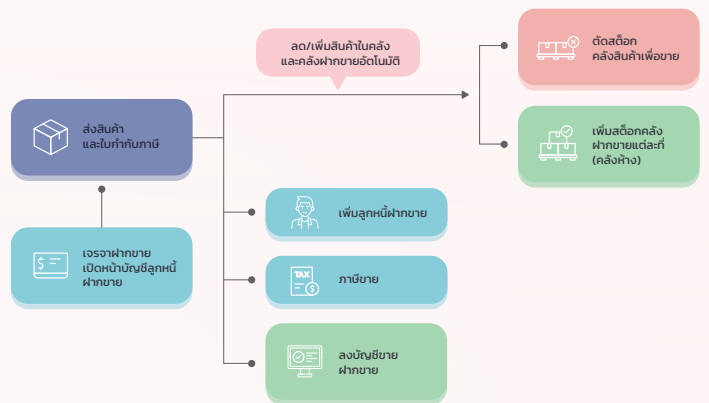 ลด/เพิ่มสินค้าในคลัง
และคลังฝากขายอัตโนมัติ
ตัดสต็อก
คลังสินค้าเพื่อขาย
ส่งสินค้า
และใบกำกับภาษี
เพิ่มสต็อกคลัง
ฝากขายแต่ละที่
(คลังห้าง)
เพิ่มลูกหนี้ฝากขาย
เจรจาฝากขาย
เปิดหน้าบัญชีลูกหนี้
ฝากขาย
$
TAX
$
ภาษีขาย
ลงบัญชีขาย
ฝากขาย